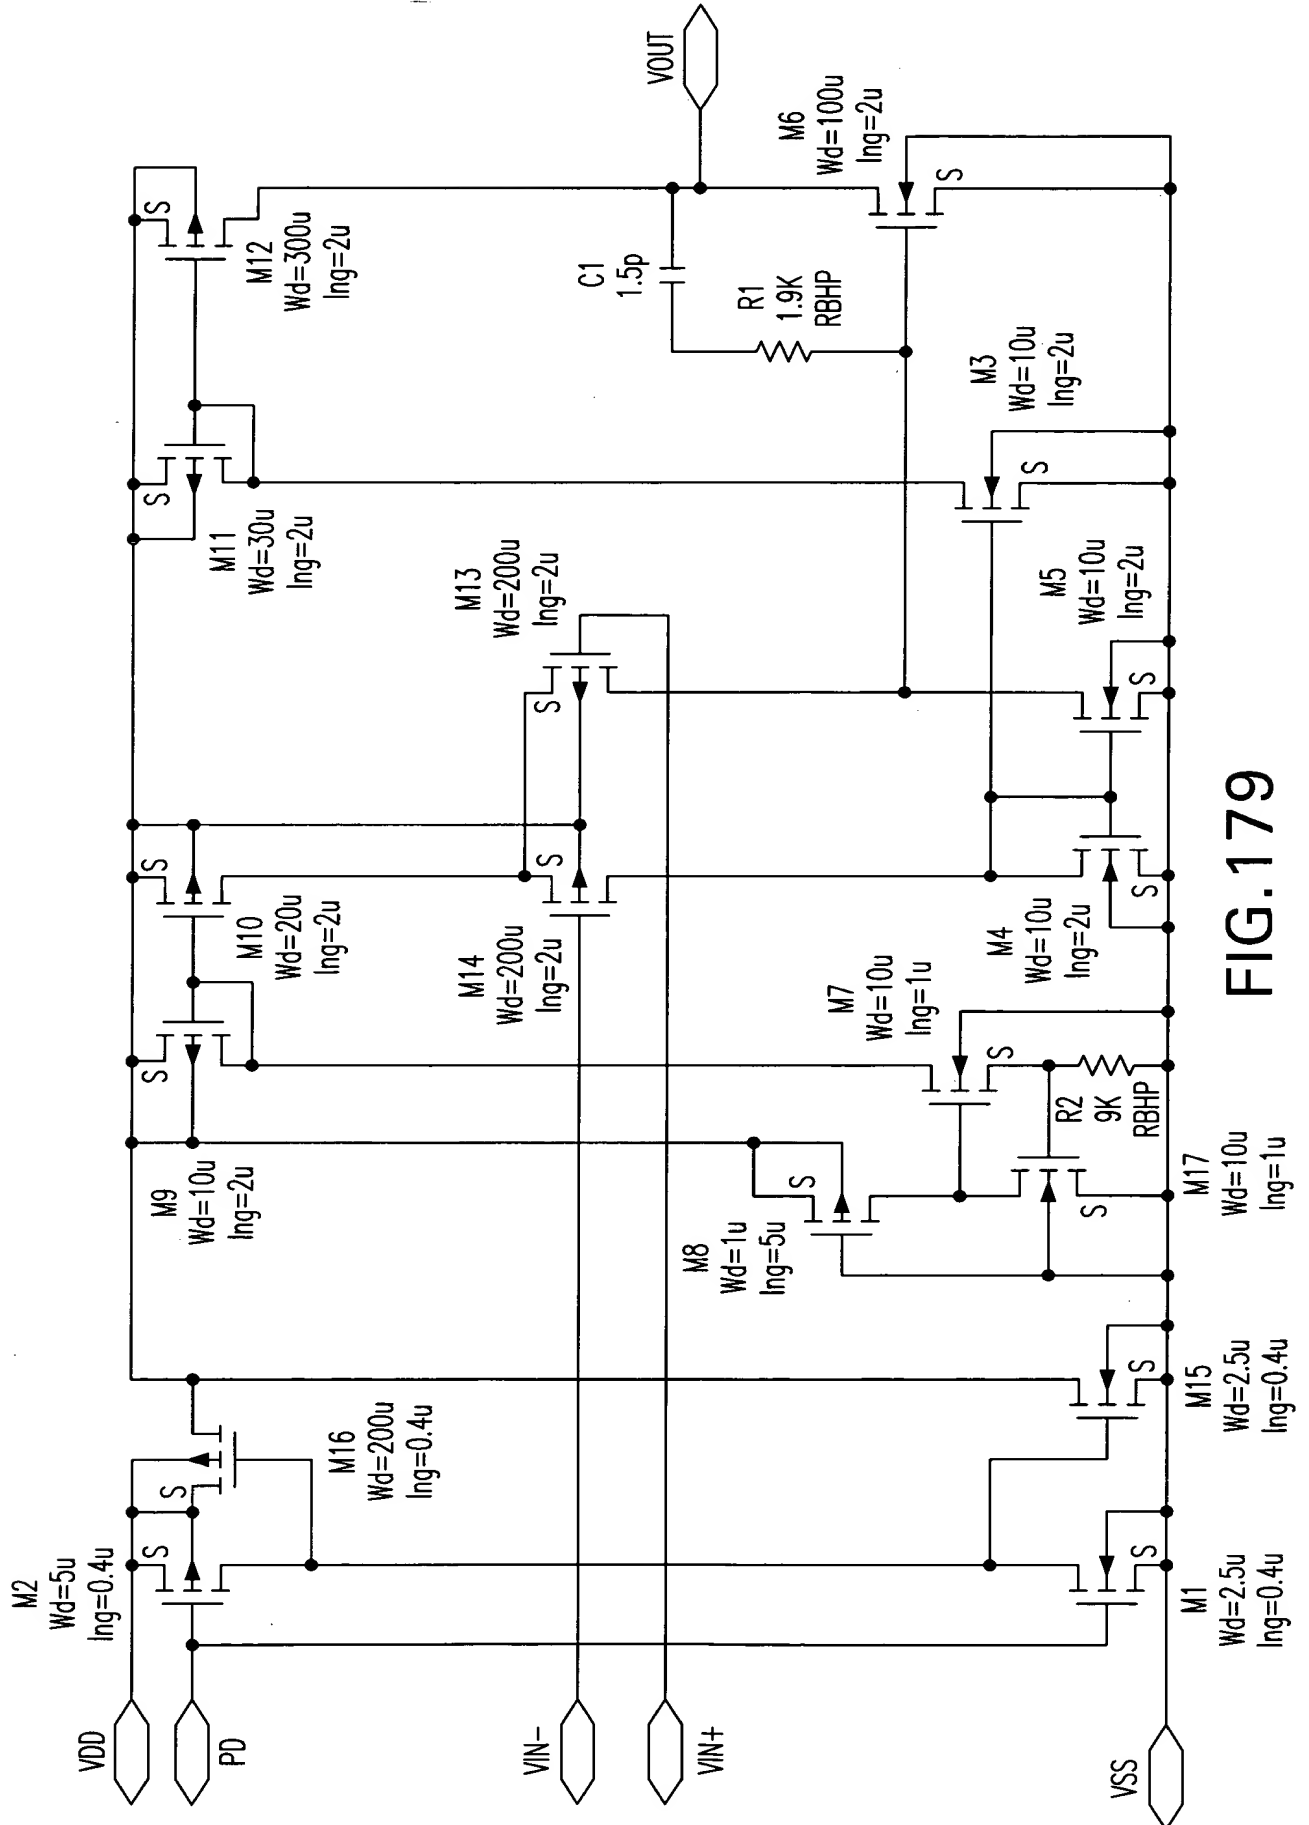 M2
Wd=5u
lng=0.4u
VDD
PD
VIN-
VIN+
VSS
S
S
M16
Wd=200u
lng=0.4u
M1
Wd=2.5u
lng=0.4u
S
M15
Wd=2.5u
lng=0.4u
S
M9
Wd=10u
lng=2u
S
M8
Wd=1u
lng=5u
S
M17
Wd=10u
lng=1u
S
M7
Wd=10u
lng=1u
S
R2
9K
RBHP
M10
Wd=20u
lng=2u
S
M14
Wd=200u
lng=2u
S
M4
Wd=10u
lng=2u
S
M13
Wd=200u
lng=2u
S
M5
Wd=10u
lng=2u
S
M11
Wd=30u
lng=2u
S
M3
Wd=10u
lng=2u
S
M12
Wd=300u
lng=2u
S
C1
1.5p
R1
1.9K
RBHP
M6
Wd=100u
lng=2u
S
VOUT
FIG.179